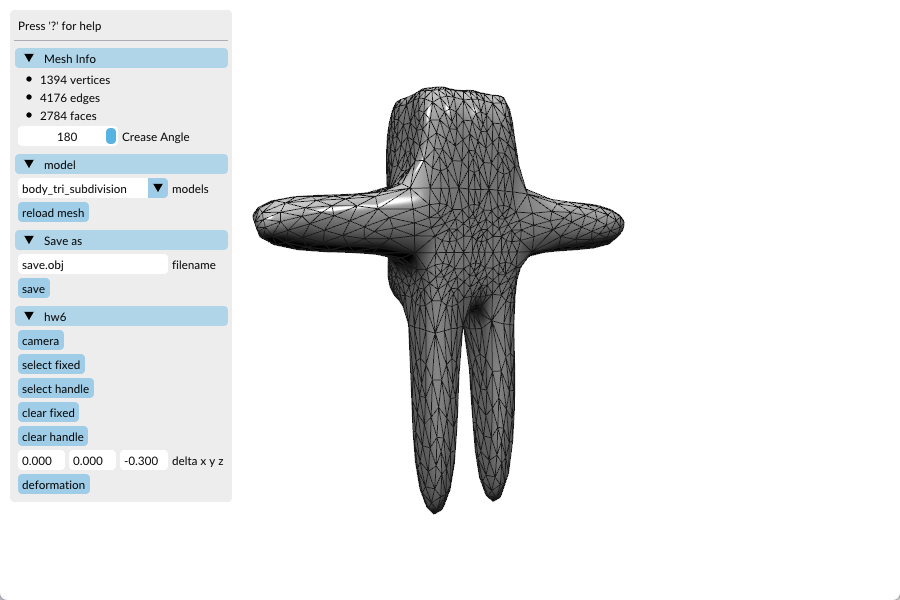 Press '?' for help
Mesh Info
1394 vertices
4176 edges
2784 faces
180 Crease Angle
model
body_tri_subdivision models
reload mesh
Save as
save.obj filename
save
hw6
camera
select fixed
select handle
clear fixed
clear handle
0.000 0.000 -0.300 delta x y z
deformation